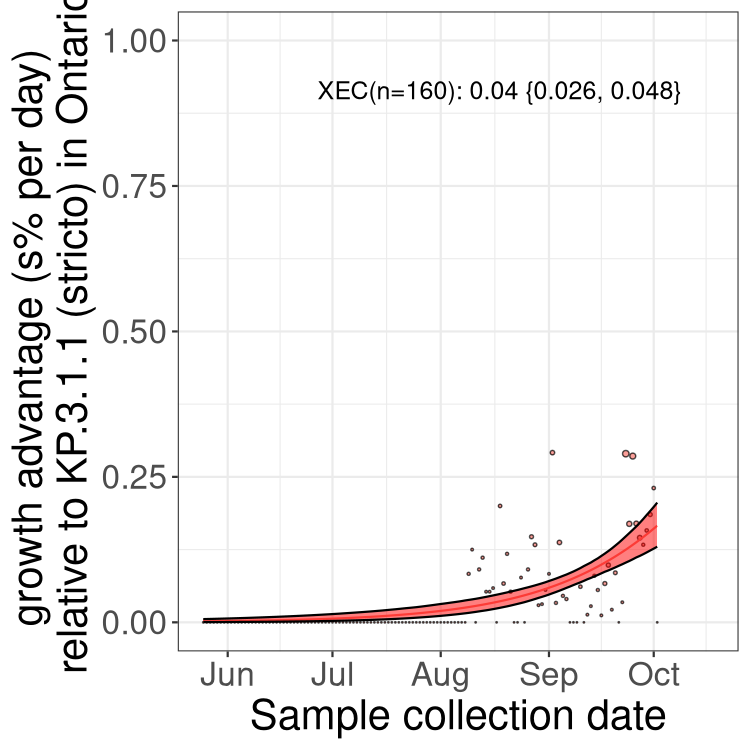 growth advantage (s% per day)
relative to KP.3.1.1 (stricto) in Ontario
1.00
0.75
0.50
0.25
0.00
XEC(n=160): 0.04 {0.026, 0.048}
Jun Jul Aug Sep Oct
Sample collection date